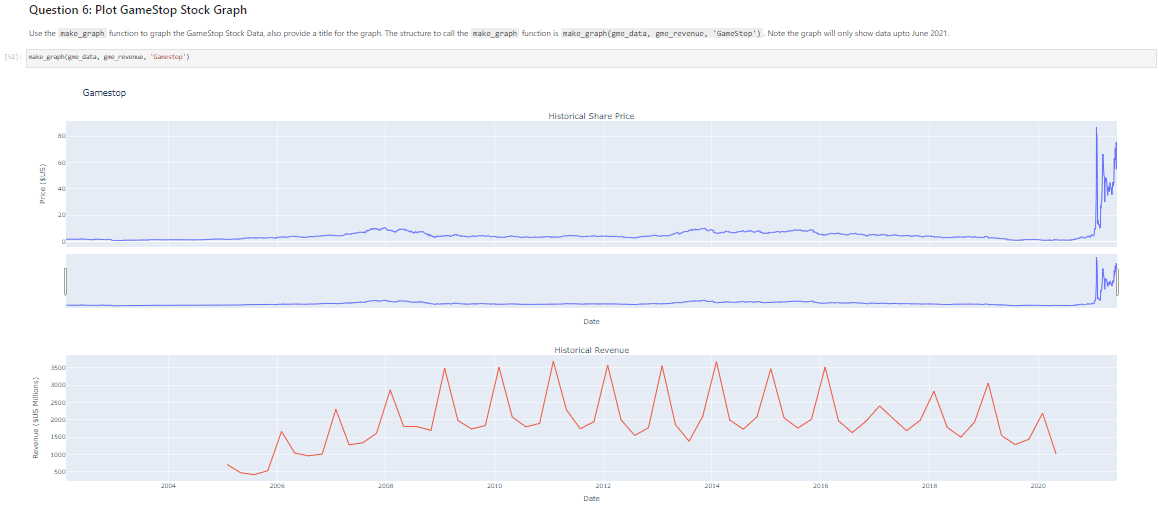 Question 6: Plot GameStop Stock Graph
Use the make_graph function to graph the GameStop Stock Data, also provide a title for the graph. The structure to call the make_graph function is make_graph(gme_data, gme_revenue, 'GameStop'). Note the graph will only show data upto June 2021.
[52]: make_graph(gme_data, gme_revenue, 'Gamestop')
Gamestop
Historical Share Price
80
60
40
20
0
Price ($US)
Date
Historical Revenue
3500
3000
2500
2000
1500
1000
500
Revenue ($US Millions)
2004 2006 2008 2010 2012 2014 2016 2018 2020
Date